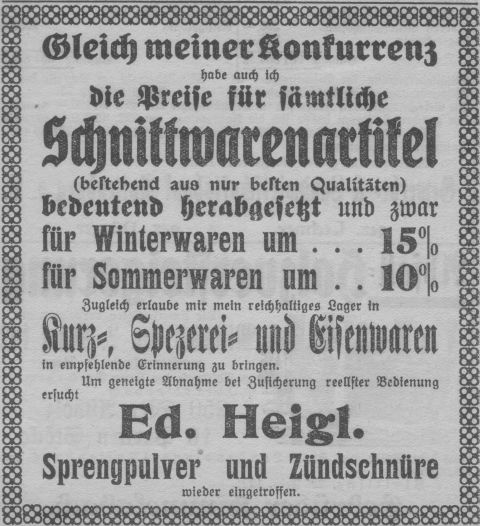 Gleich meiner Konkurrenz
habe auch ich
die Preise für sämtliche
Schnittwarenartikel
(bestehend aus nur besten Qualitäten)
bedeutend herabgesetzt und zwar
für Winterwaren um . . . 15%
für Sommerwaren um . . 10%
Zugleich erlaube mir mein reichhaltiges Lager in
Kurz-, Spezerei- und Eisenwaren
in empfehlende Erinnerung zu bringen.
Um geneigte Abnahme bei Zusicherung reellster Bedienung
ersucht
Ed. Heigl.
Sprengpulver und Zündschnüre
wieder eingetroffen.